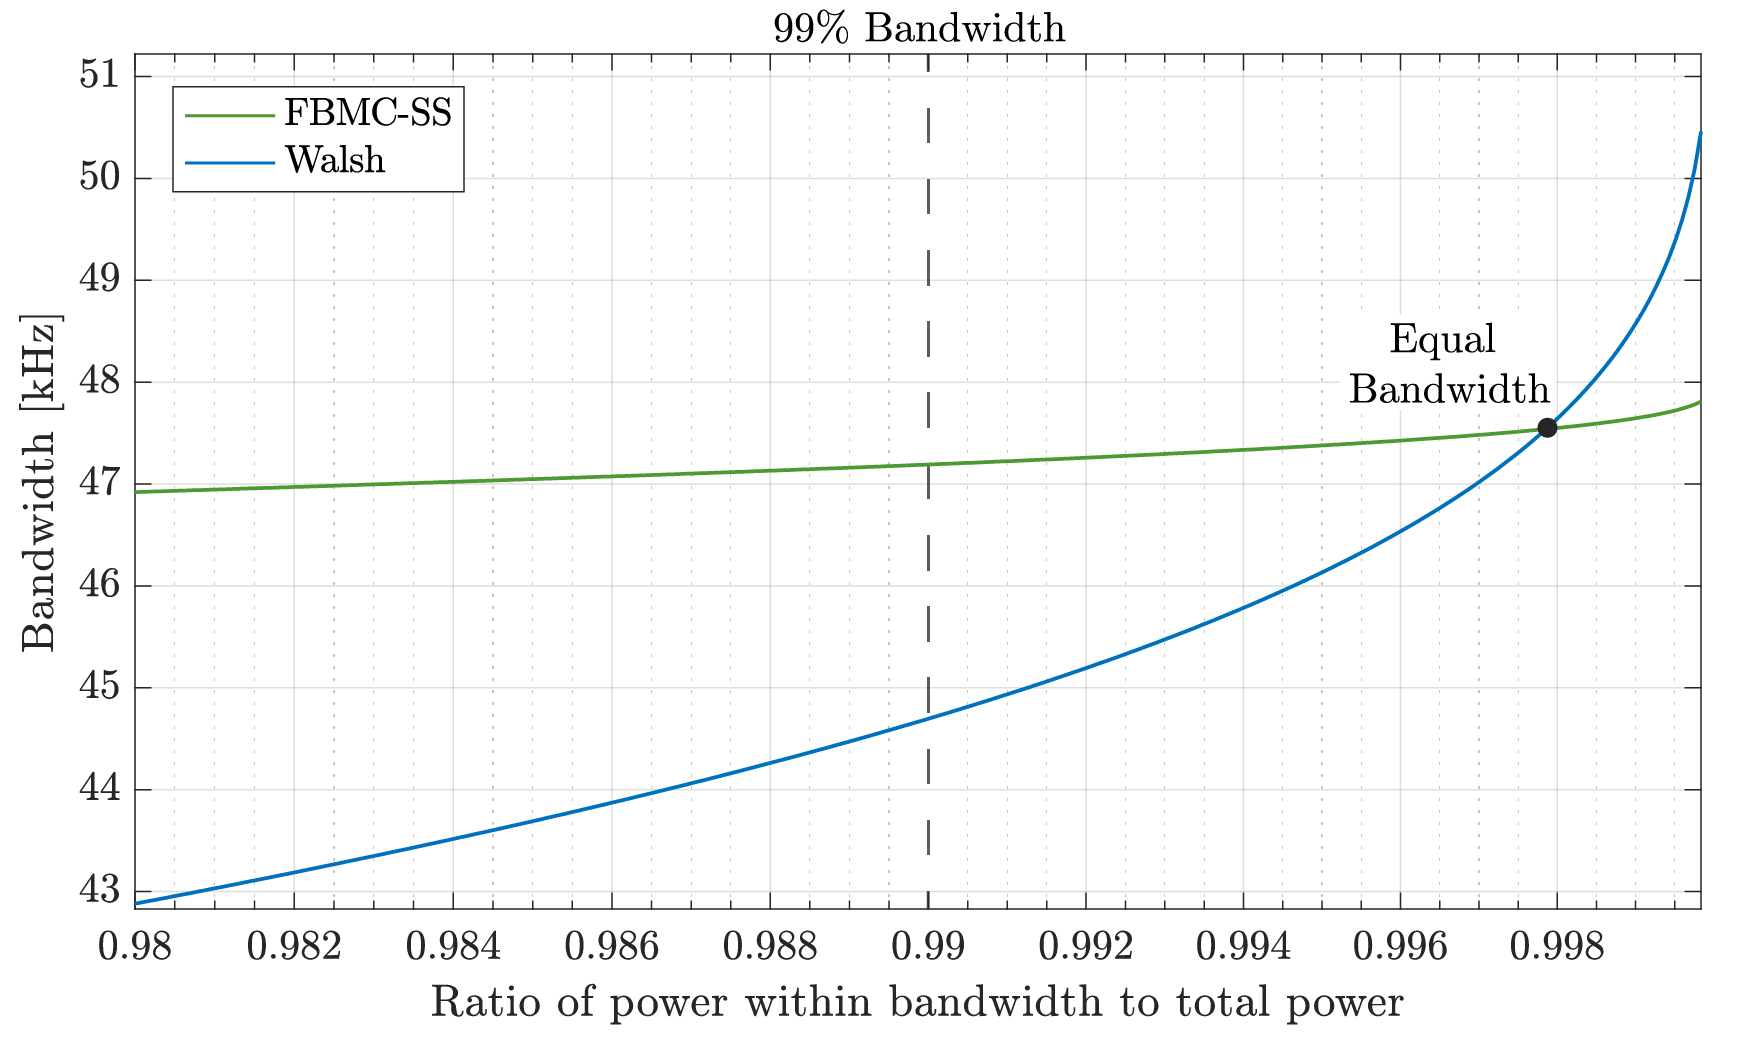 99% Bandwidth
51
50
49
48
47
46
45
44
43
Bandwidth [kHz]
FBMC-SS
Walsh
Equal
Bandwidth
0.98 0.982 0.984 0.986 0.988 0.99 0.992 0.994 0.996 0.998
Ratio of power within bandwidth to total power